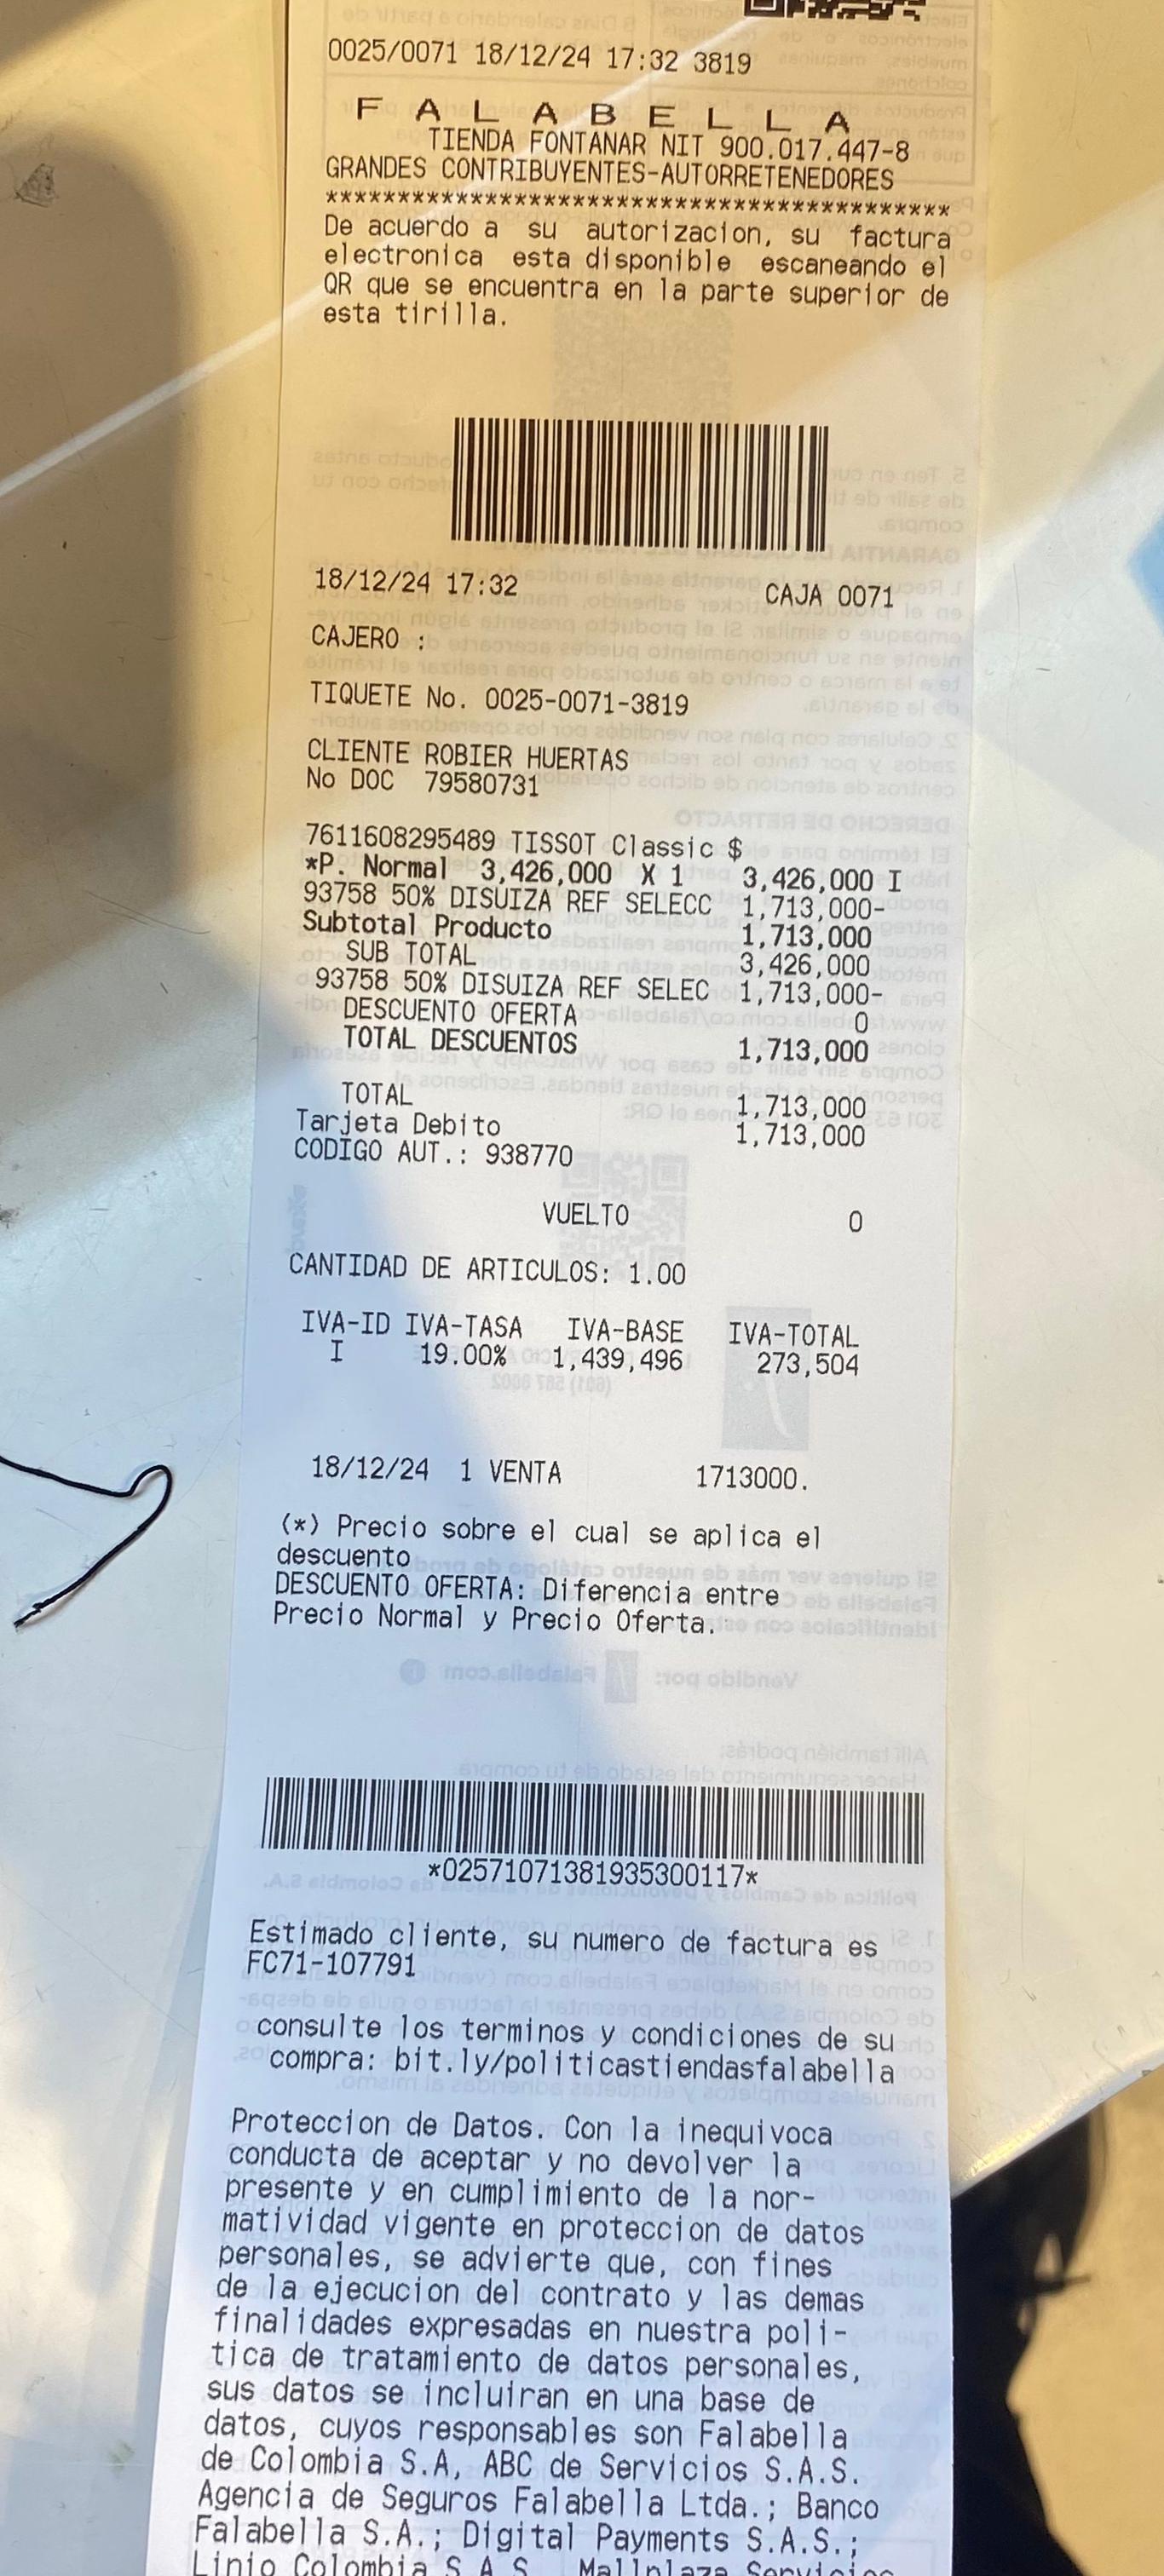 0025/0071 18/12/24 17:32 3819
F A L A B E L L A
TIENDA FONTANAR NIT 900.017.447-8
GRANDES CONTRIBUYENTES-AUTORRETENEDORES
*******************************************
De acuerdo a su autorizacion, su factura
electronica esta disponible escaneando el
QR que se encuentra en la parte superior de
esta tirilla.
18/12/24 17:32 CAJA 0071
CAJERO :
TIQUETE No. 0025-0071-3819
CLIENTE ROBIER HUERTAS
No DOC 79580731
7611608295489 TISSOT Classic $
*P. Normal 3,426,000 X 1 3,426,000 I
93758 50% DISUIZA REF SELECC 1,713,000-
Subtotal Producto 1,713,000
SUB TOTAL 3,426,000
93758 50% DISUIZA REF SELEC 1,713,000-
DESCUENTO OFERTA 0
TOTAL DESCUENTOS 1,713,000
TOTAL 1,713,000
Tarjeta Debito 1,713,000
CODIGO AUT.: 938770
VUELTO 0
CANTIDAD DE ARTICULOS: 1.00
IVA-ID IVA-TASA IVA-BASE IVA-TOTAL
I 19.00% 1,439,496 273,504
18/12/24 1 VENTA 1713000.
(*) Precio sobre el cual se aplica el
descuento
DESCUENTO OFERTA: Diferencia entre
Precio Normal y Precio Oferta.
*02571071381935300117*
Estimado cliente, su numero de factura es
FC71-107791
consulte los terminos y condiciones de su
compra: bit.ly/politicastiendasfalabella
Proteccion de Datos. Con la inequivoca
conducta de aceptar y no devolver la
presente y en cumplimiento de la nor-
matividad vigente en proteccion de datos
personales, se advierte que, con fines
de la ejecucion del contrato y las demas
finalidades expresadas en nuestra poli-
tica de tratamiento de datos personales,
sus datos se incluiran en una base de
datos, cuyos responsables son Falabella
de Colombia S.A, ABC de Servicios S.A.S.
Agencia de Seguros Falabella Ltda.; Banco
Falabella S.A.; Digital Payments S.A.S.;
Linio Colombia S.A.S. Mallplaza Servicios